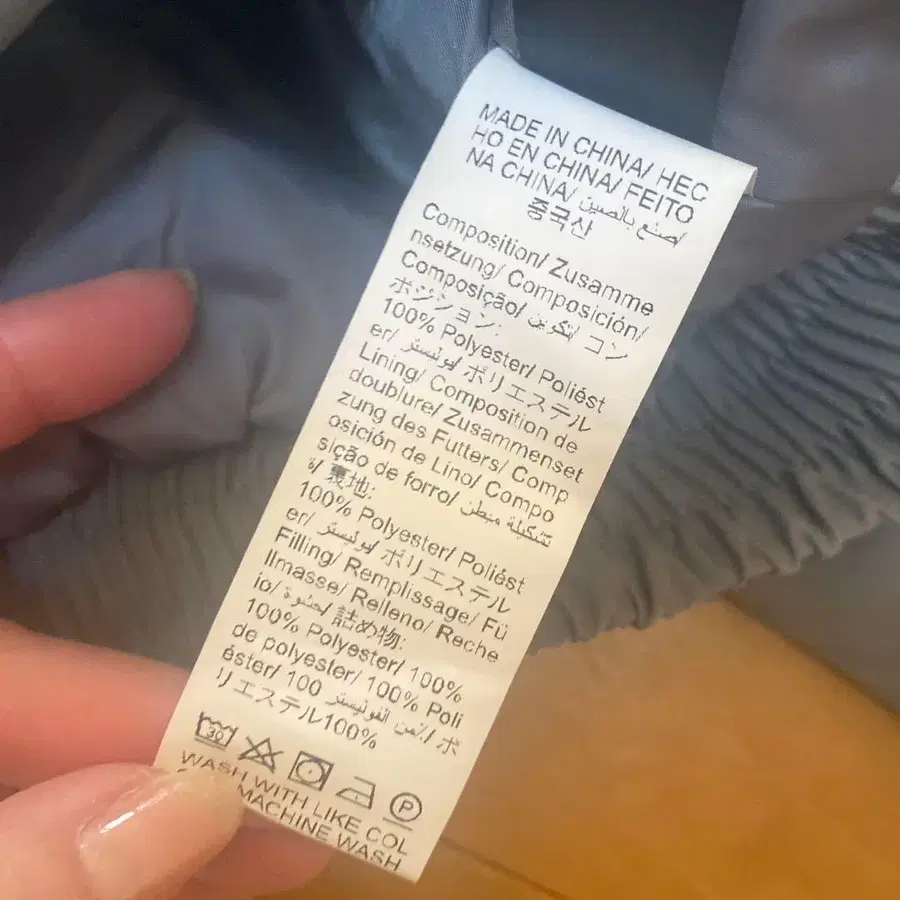 MADE IN CHINA/ HEC
HO EN CHINA/ FEITO
NA CHINA/ صنع بالصين/
중국산
Composition/ Zusamme
nsetzung/ Composición/
Composição/ تكوين/ コン
ポジション:
100% Polyester/ Poliést
er/ بوليستر/ ポリエステル
Lining/ Composition de
doublure/ Zusammenset
zung des Futters/ Comp
osición de Lino/ Compo
sição de forro/ تشكيلة مبطن
/ 裏地:
100% Polyester/ Poliést
er/ بوليستر/ ポリエステル
Filling/ Remplissage/ Fü
llmasse/ Relleno/ Reche
io/ حشوة/ 詰め物:
100% Polyester/ 100%
de polyester/ 100% Poli
éster/ 100 من البوليستر/ ポ
リエステル100%
30
P
WASH WITH LIKE COL
MACHINE WASH